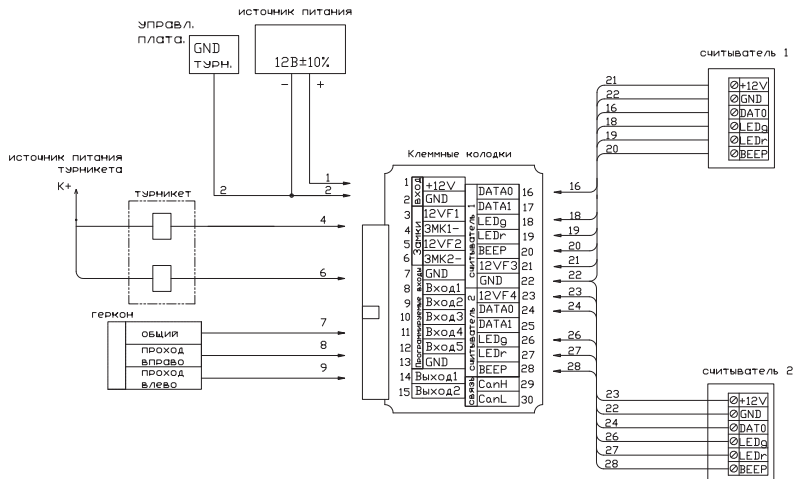 источник питания
управл.
плата.
GND
турн.
12В±10%
-
+
источник питания
турникета
К+
турникет
1
2
2
4
6
геркон
общий
7
проход
вправо
8
проход
влево
9
Клеммные колодки
вход
Замки
Программируемые входы
считыватель 1
считыватель 2
связь
1 +12V
2 GND
3 12VF1
4 ЗМК1-
5 12VF2
6 ЗМК2-
7 GND
8 Вход1
9 Вход2
10 Вход3
11 Вход4
12 Вход5
13 GND
14 Выход1
15 Выход2
DATA0 16
DATA1 17
LEDg 18
LEDr 19
BEEP 20
12VF3 21
GND 22
12VF4 23
DATA0 24
DATA1 25
LEDg 26
LEDr 27
BEEP 28
CanH 29
CanL 30
16
18
19
20
21
22
23
24
26
27
28
считыватель 1
21 +12V
22 GND
16 DAT0
18 LEDg
19 LEDr
20 BEEP
считыватель 2
23 +12V
22 GND
24 DAT0
26 LEDg
27 LEDr
28 BEEP